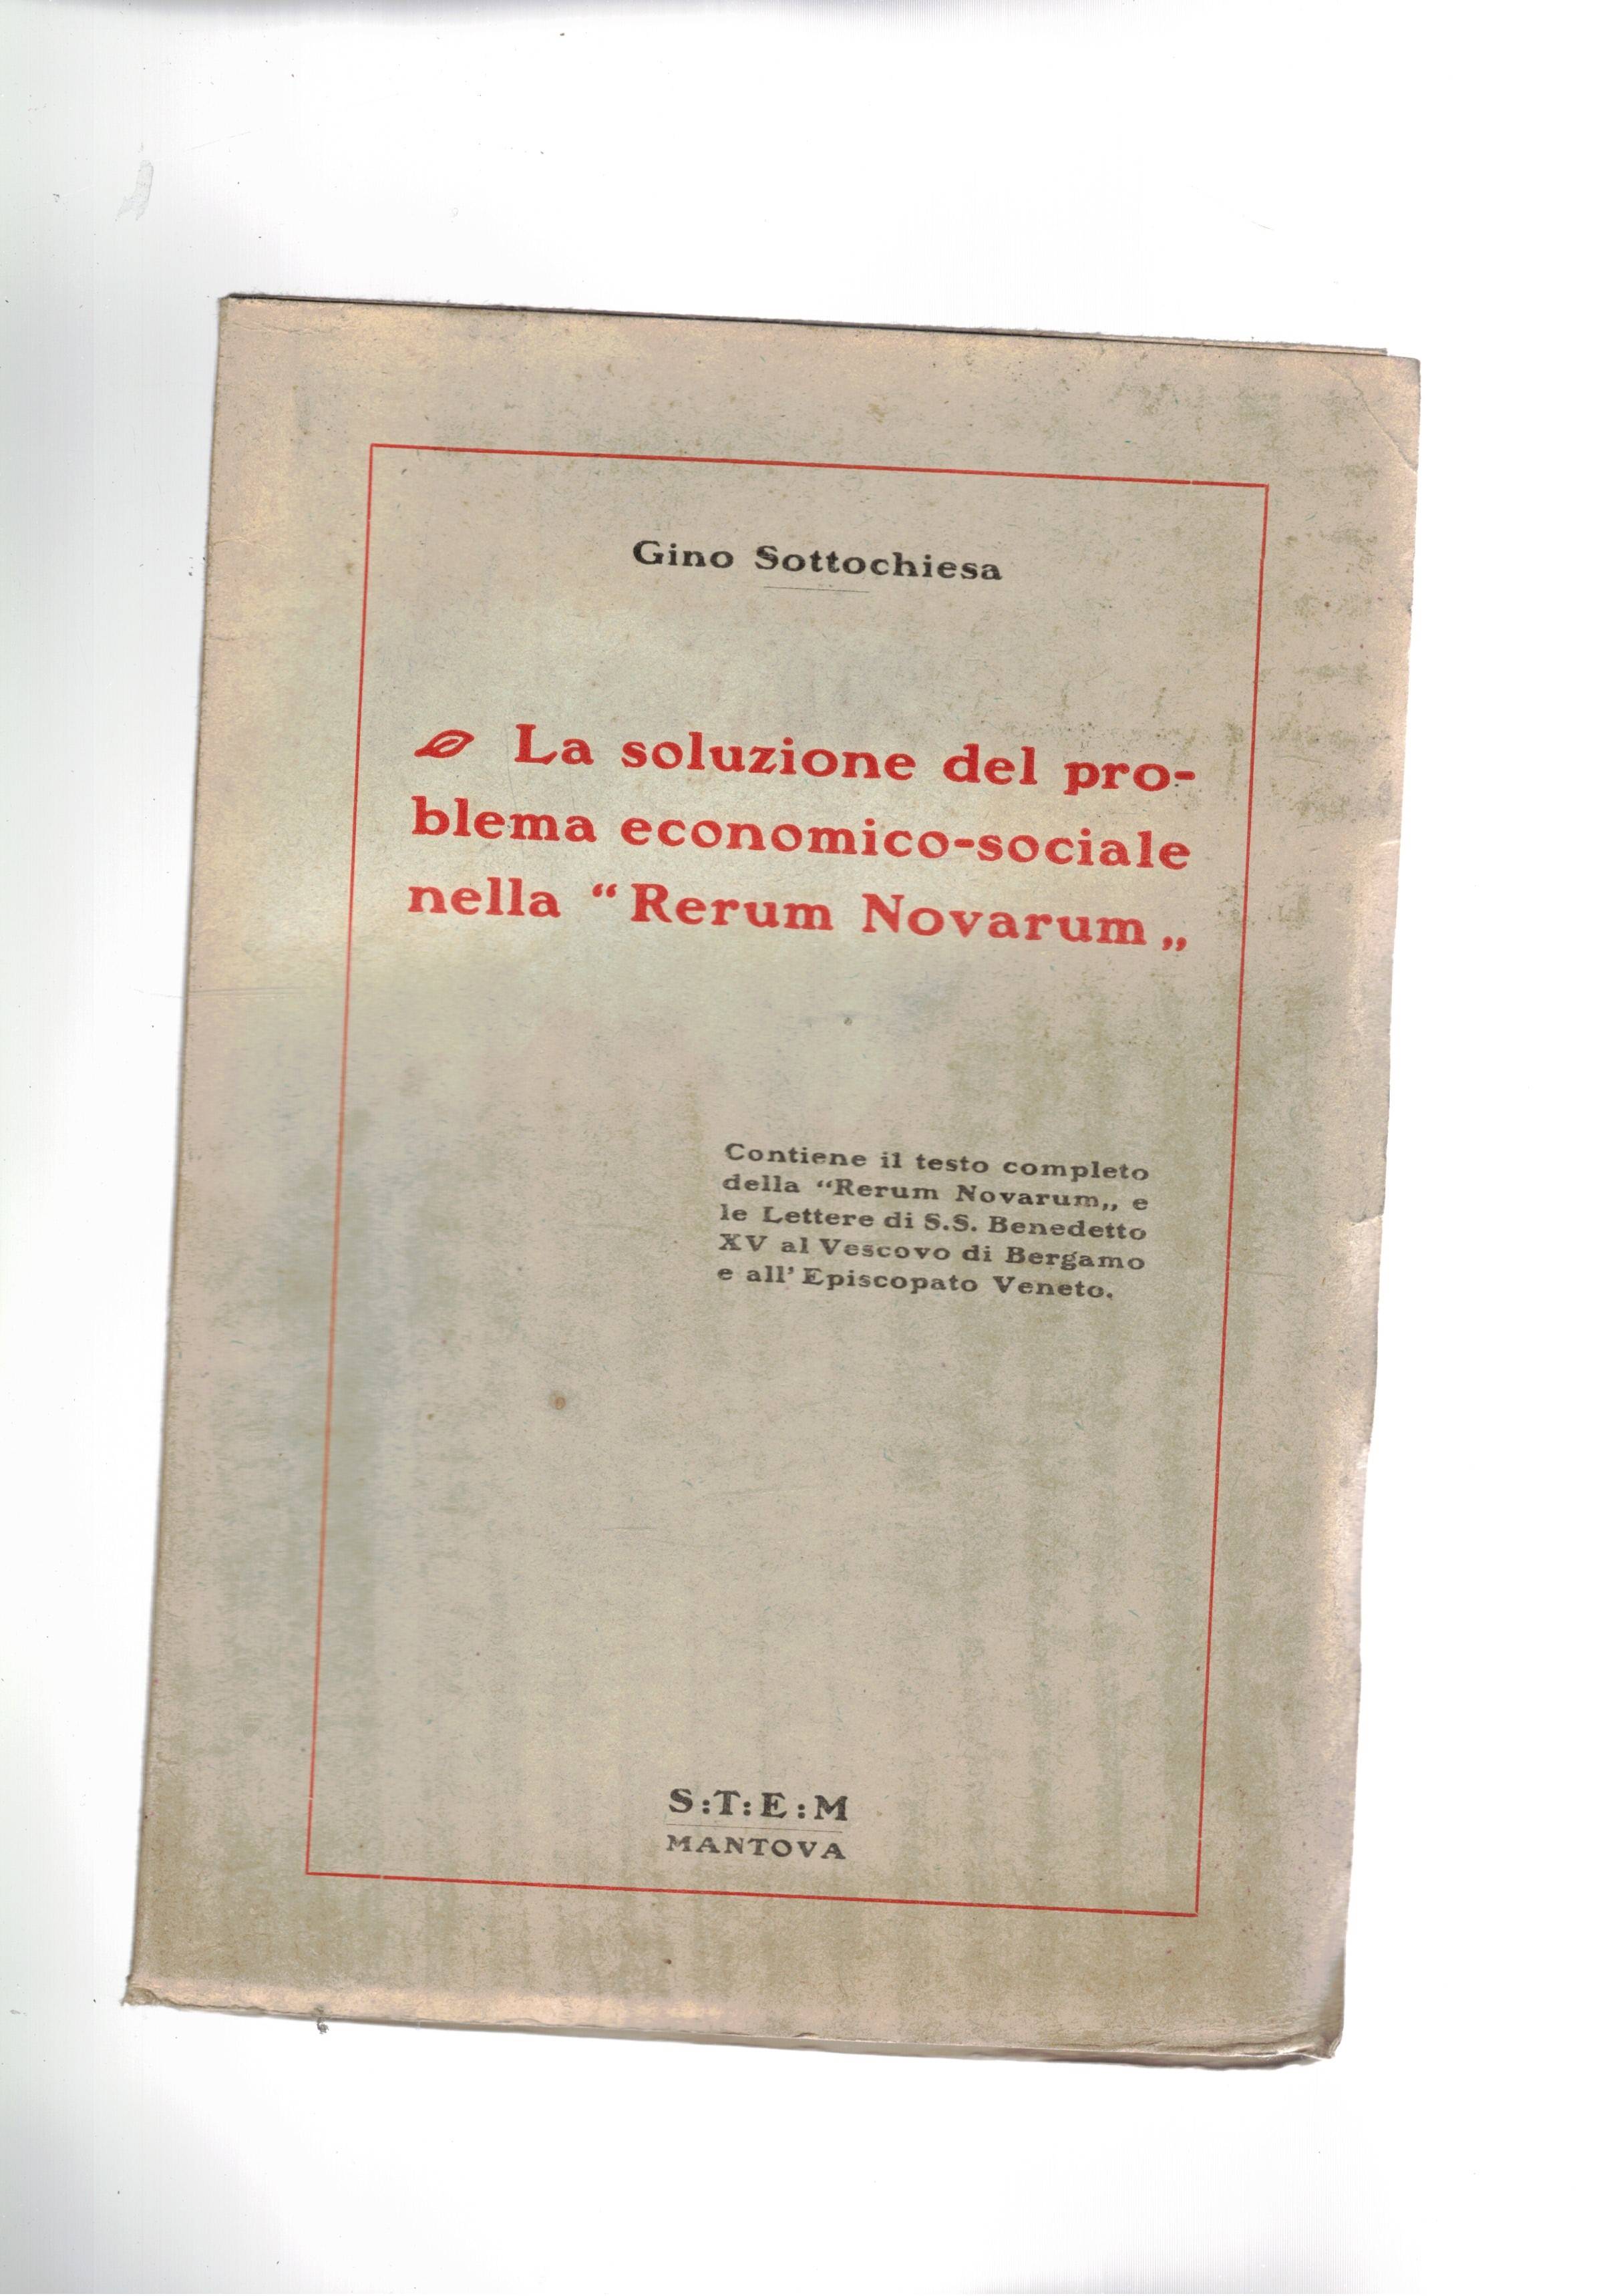 Gino Sottochiesa
La soluzione del pro-
blema economico-sociale
nella “Rerum Novarum„
Contiene il testo completo
della “Rerum Novarum„ e
le Lettere di S.S. Benedetto
XV al Vescovo di Bergamo
e all' Episcopato Veneto.
S:T:E:M
MANTOVA